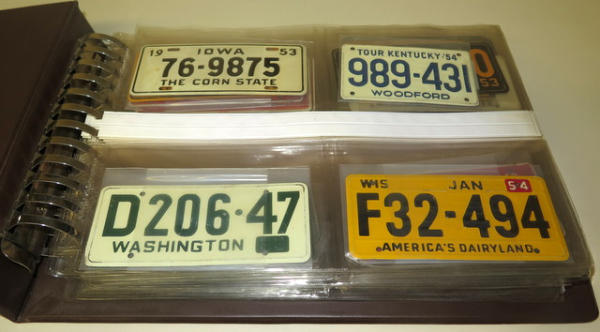 19 IOWA 53
76-9875
THE CORN STATE
TOUR KENTUCKY/54
989-431
WOODFORD
0
53
D206·47
WASHINGTON
WIS JAN 54
F32-494
AMERICA'S DAIRYLAND